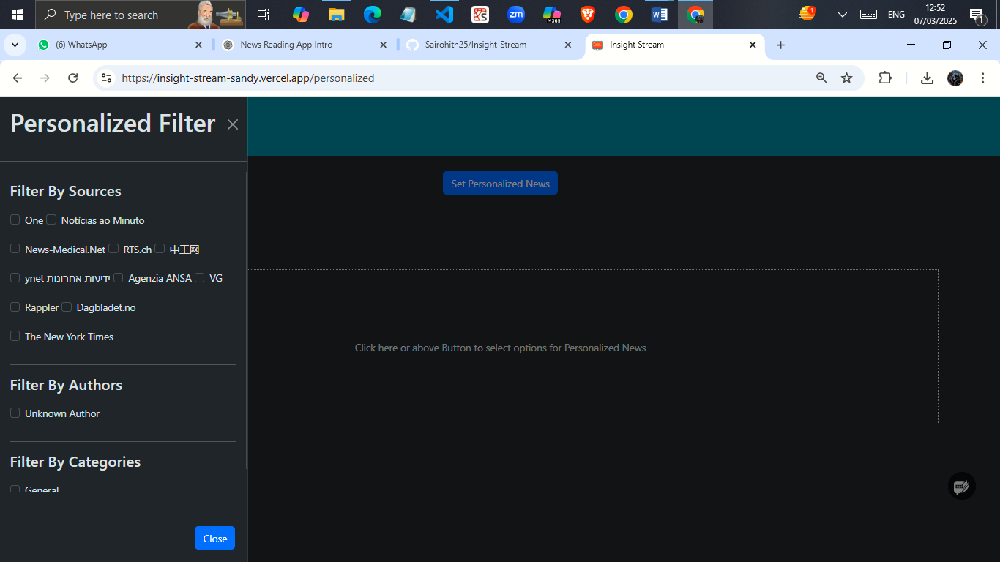 Type here to search
M365
zm
1
ENG
12:52
07/03/2025
1
(6) WhatsApp
News Reading App Intro
Sairohith25/Insight-Stream
Insight Stream
https://insight-stream-sandy.vercel.app/personalized
Personalized Filter
Set Personalized News
Filter By Sources
One Notícias ao Minuto
News-Medical.Net RTS.ch 中工网
ynet ידיעות אחרונות Agenzia ANSA VG
Rappler Dagbladet.no
The New York Times
Click here or above Button to select options for Personalized News
Filter By Authors
Unknown Author
Filter By Categories
General
Close